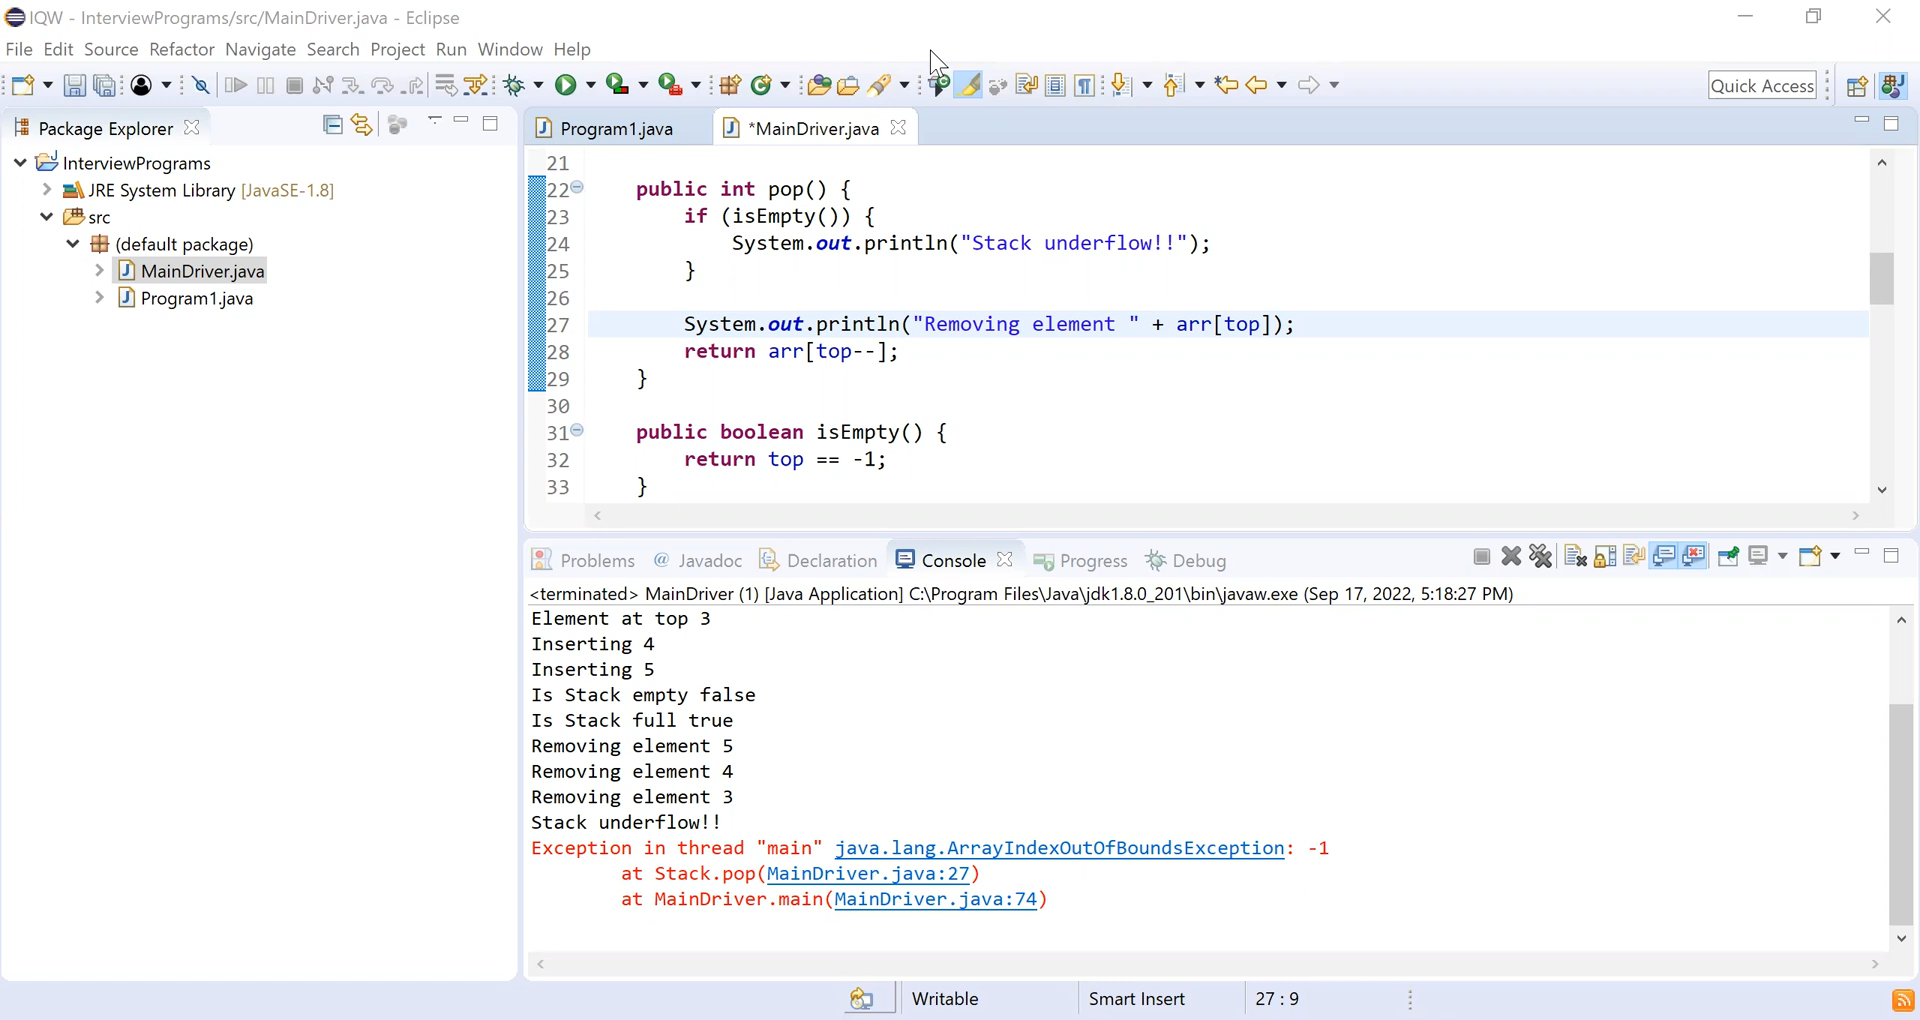 IQW - InterviewPrograms/src/MainDriver.java - Eclipse
File Edit Source Refactor Navigate Search Project Run Window Help
Quick Access
Package Explorer
InterviewPrograms
JRE System Library [JavaSE-1.8]
src
(default package)
MainDriver.java
Program1.java
Program1.java *MainDriver.java
21
22 public int pop() {
23 if (isEmpty()) {
24 System.out.println("Stack underflow!!");
25 }
26
27 System.out.println("Removing element " + arr[top]);
28 return arr[top--];
29 }
30
31 public boolean isEmpty() {
32 return top == -1;
33 }
Problems @ Javadoc Declaration Console Progress Debug
<terminated> MainDriver (1) [Java Application] C:\Program Files\Java\jdk1.8.0_201\bin\javaw.exe (Sep 17, 2022, 5:18:27 PM)
Element at top 3
Inserting 4
Inserting 5
Is Stack empty false
Is Stack full true
Removing element 5
Removing element 4
Removing element 3
Stack underflow!!
Exception in thread "main" java.lang.ArrayIndexOutOfBoundsException: -1
at Stack.pop(MainDriver.java:27)
at MainDriver.main(MainDriver.java:74)
Writable Smart Insert 27 : 9